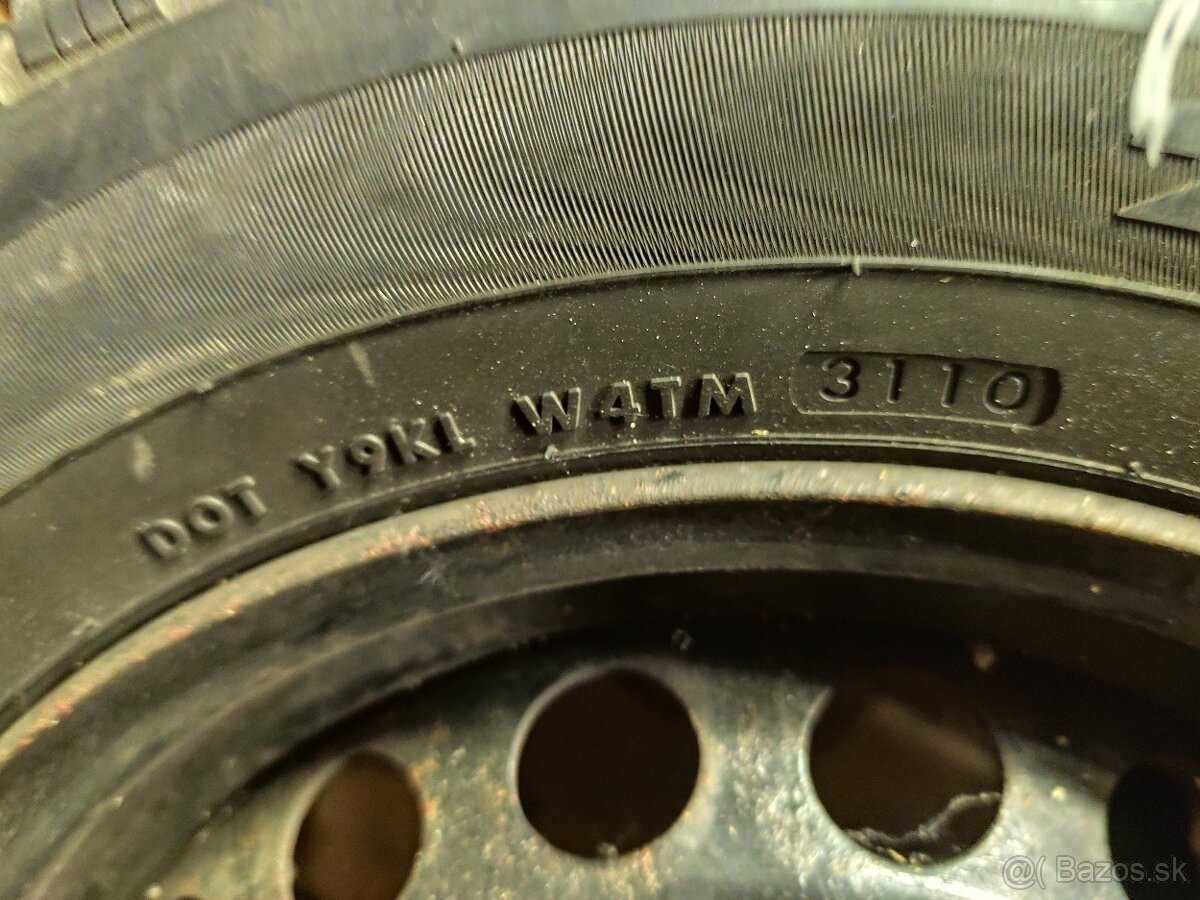 DOT Y9KL W4TM 3110
@( Bazos.sk